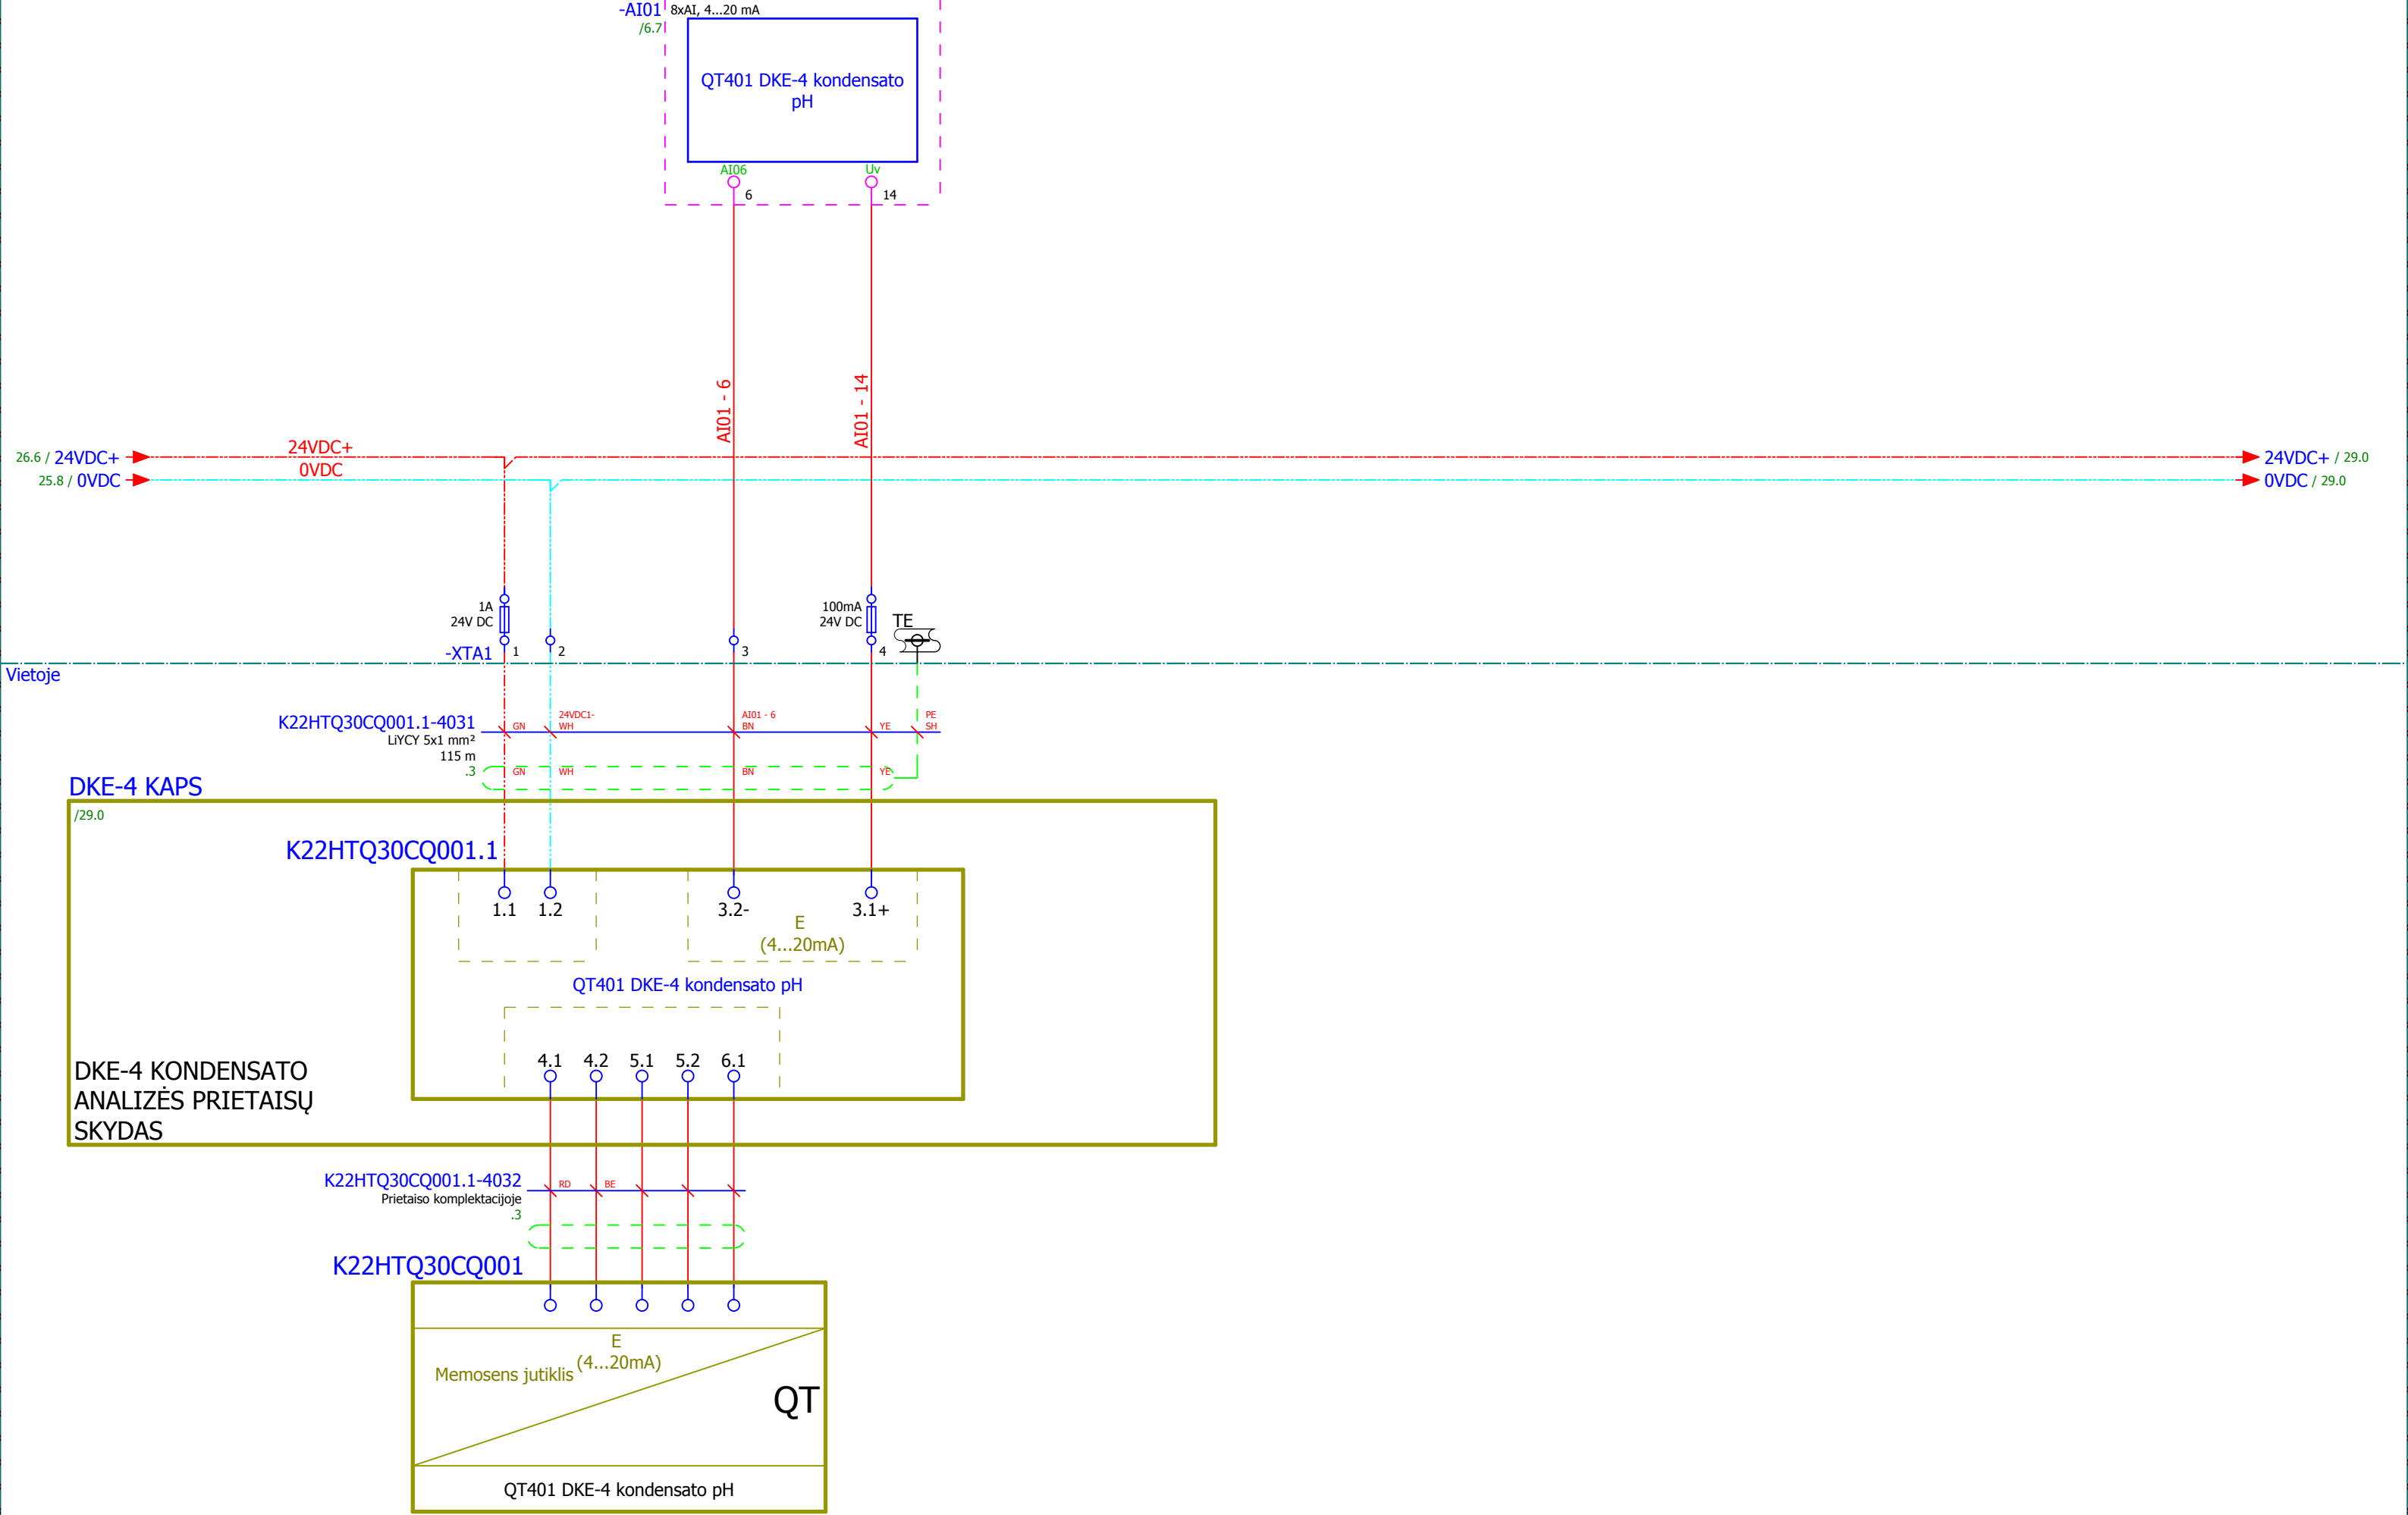 -AI01 8xAI, 4...20 mA
/6.7
QT401 DKE-4 kondensato
pH
AI06 Uv
6 14
AI01 - 6
AI01 - 14
24VDC+
26.6 / 24VDC+
24VDC+ / 29.0
0VDC
25.8 / 0VDC
0VDC / 29.0
1A
24V DC
100mA
24V DC
TE
-XTA1 1 2 3 4
Vietoje
24VDC1- AI01 - 6 PE
K22HTQ30CQ001.1-4031 GN WH BN YE SH
LiYCY 5x1 mm²
115 m
.3 GN WH BN YE
DKE-4 KAPS
/29.0
K22HTQ30CQ001.1
1.1 1.2 3.2- 3.1+
E
(4...20mA)
QT401 DKE-4 kondensato pH
4.1 4.2 5.1 5.2 6.1
DKE-4 KONDENSATO
ANALIZĖS PRIETAISŲ
SKYDAS
K22HTQ30CQ001.1-4032 RD BE
Prietaiso komplektacijoje
.3
K22HTQ30CQ001
E
(4...20mA)
Memosens jutiklis
QT
QT401 DKE-4 kondensato pH